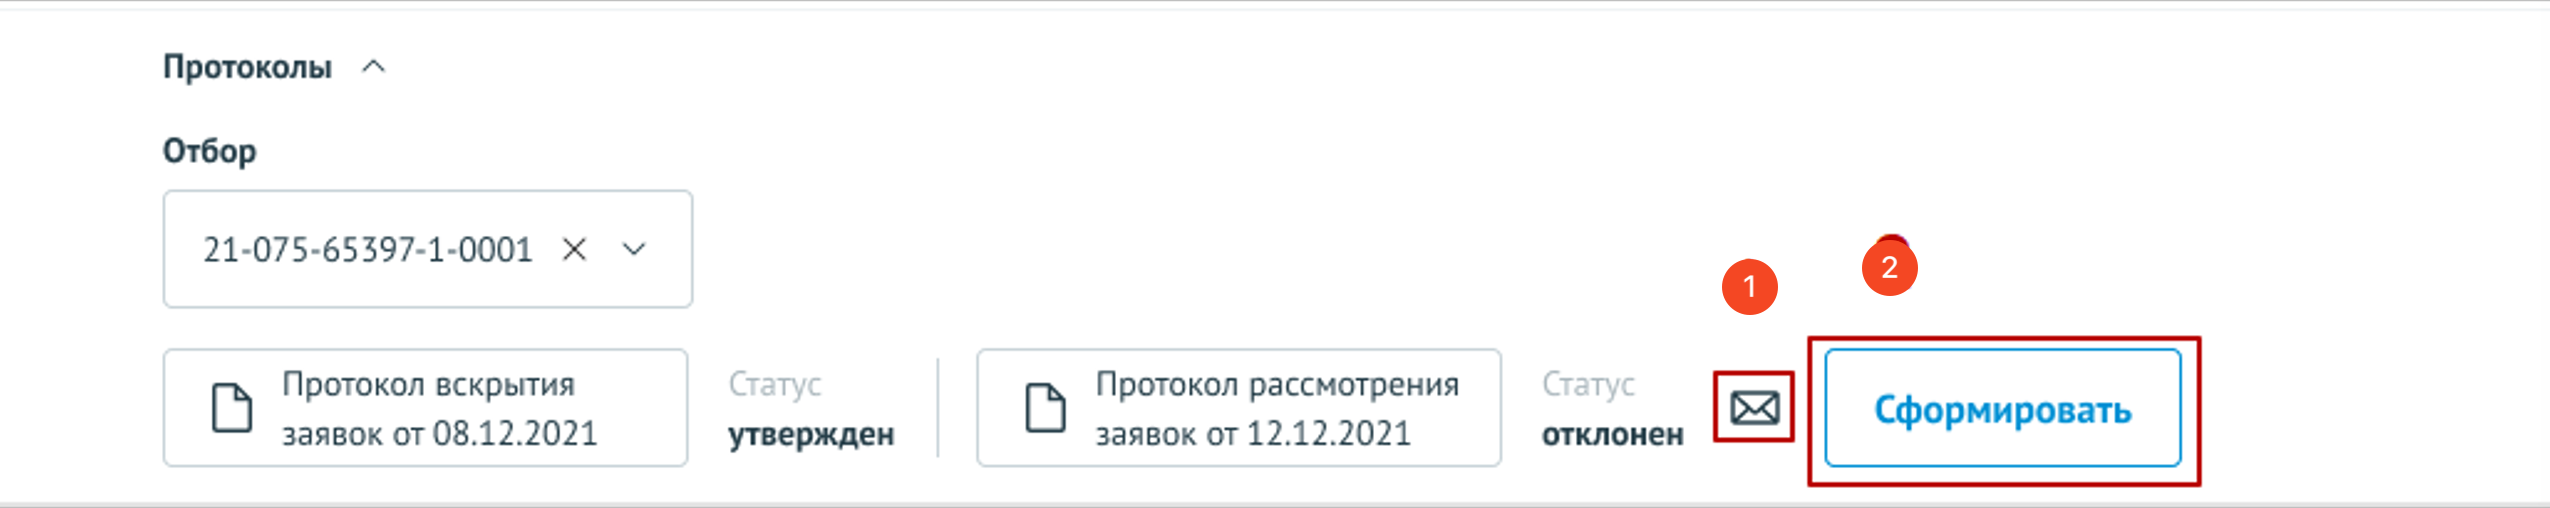 Протоколы
Отбор
21-075-65397-1-0001
1
2
Протокол вскрытия
заявок от 08.12.2021
Статус
утвержден
Протокол рассмотрения
заявок от 12.12.2021
Статус
отклонен
Сформировать